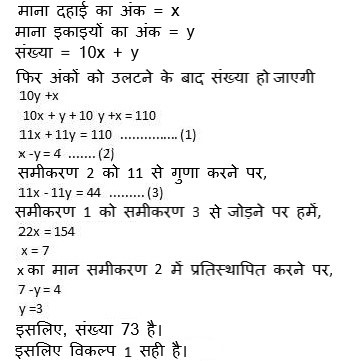 माना दहाई का अंक = x
माना इकाइयों का अंक = y
संख्या = 10x + y
फिर अंकों को उलटने के बाद संख्या हो जाएगी
10y +x
10x + y + 10 y +x = 110
11x + 11y = 110 .............. (1)
x - y = 4 ....... (2)
समीकरण 2 को 11 से गुणा करने पर,
11x - 11y = 44 ......... (3)
समीकरण 1 को समीकरण 3 से जोड़ने पर हमें,
22x = 154
x = 7
x का मान समीकरण 2 में प्रतिस्थापित करने पर,
7 - y = 4
y =3
इसलिए, संख्या 73 है।
इसलिए विकल्प 1 सही है।